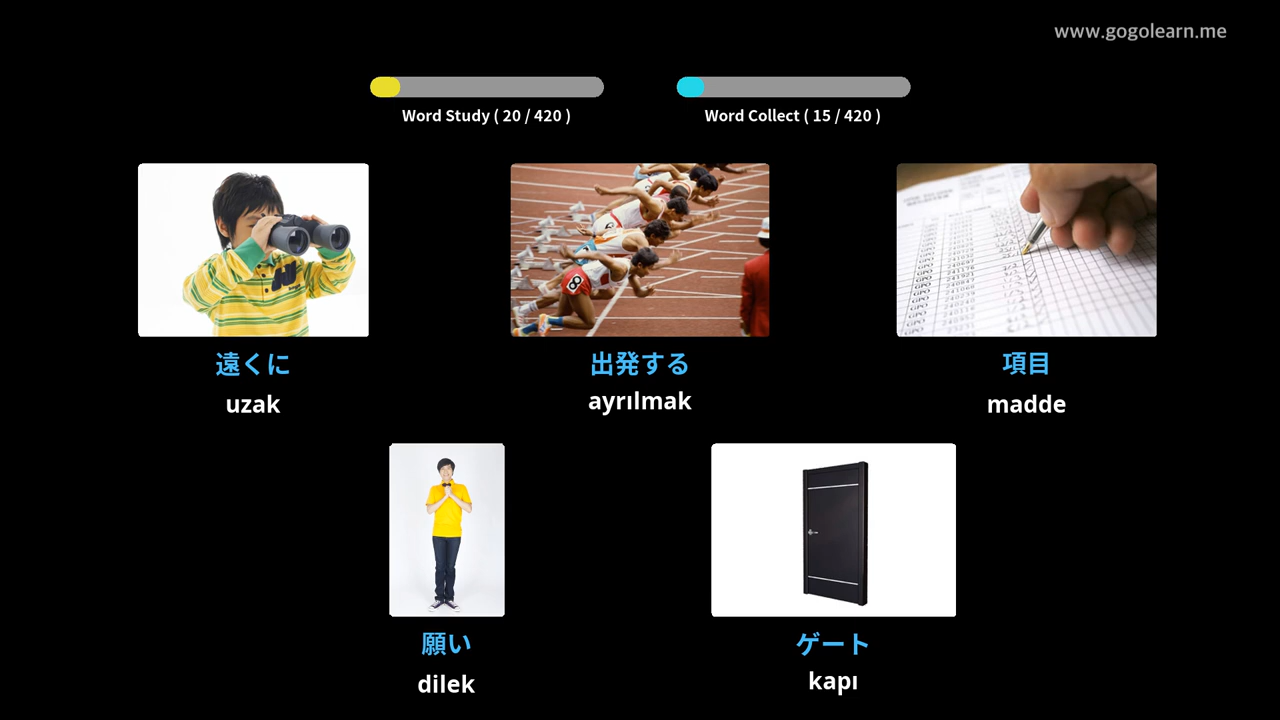 www.gogolearn.me
Word Study ( 20 / 420 )
Word Collect ( 15 / 420 )
遠くに
uzak
出発する
ayrılmak
項目
madde
願い
dilek
ゲート
kapı